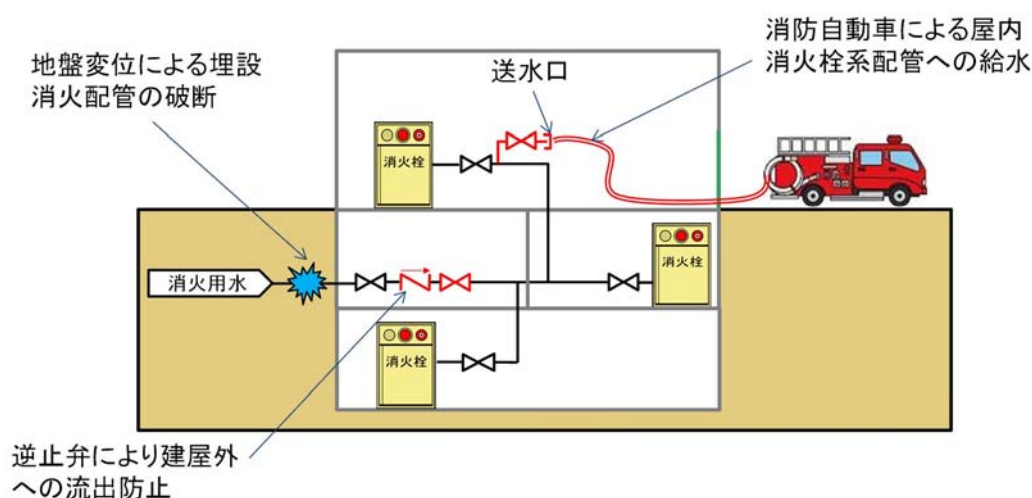 地盤変位による埋設
消火配管の破断
送水口
消防自動車による屋内
消火栓系配管への給水
消火栓
消火栓
消火用水
消火栓
逆止弁により建屋外
への流出防止